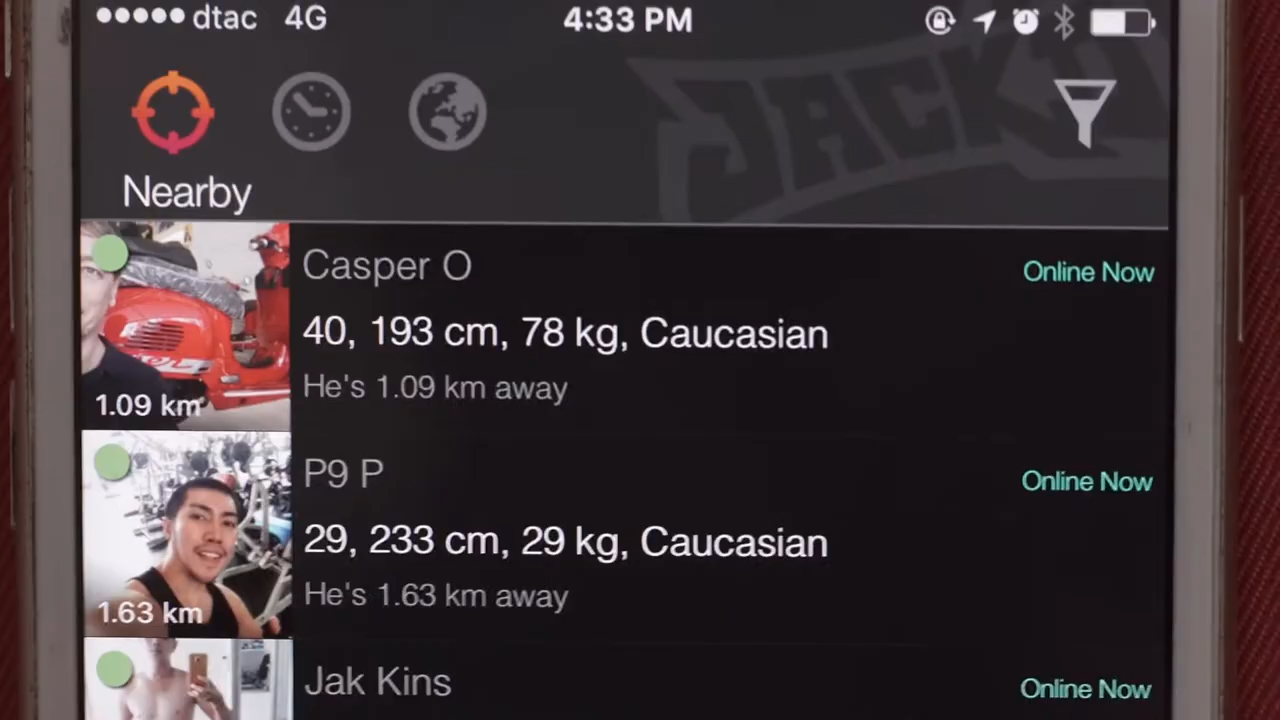 dtac 4G 4:33 PM
JACK'D
Nearby
Casper O
Online Now
40, 193 cm, 78 kg, Caucasian
He's 1.09 km away
1.09 km
P9 P
Online Now
29, 233 cm, 29 kg, Caucasian
He's 1.63 km away
1.63 km
Jak Kins
Online Now